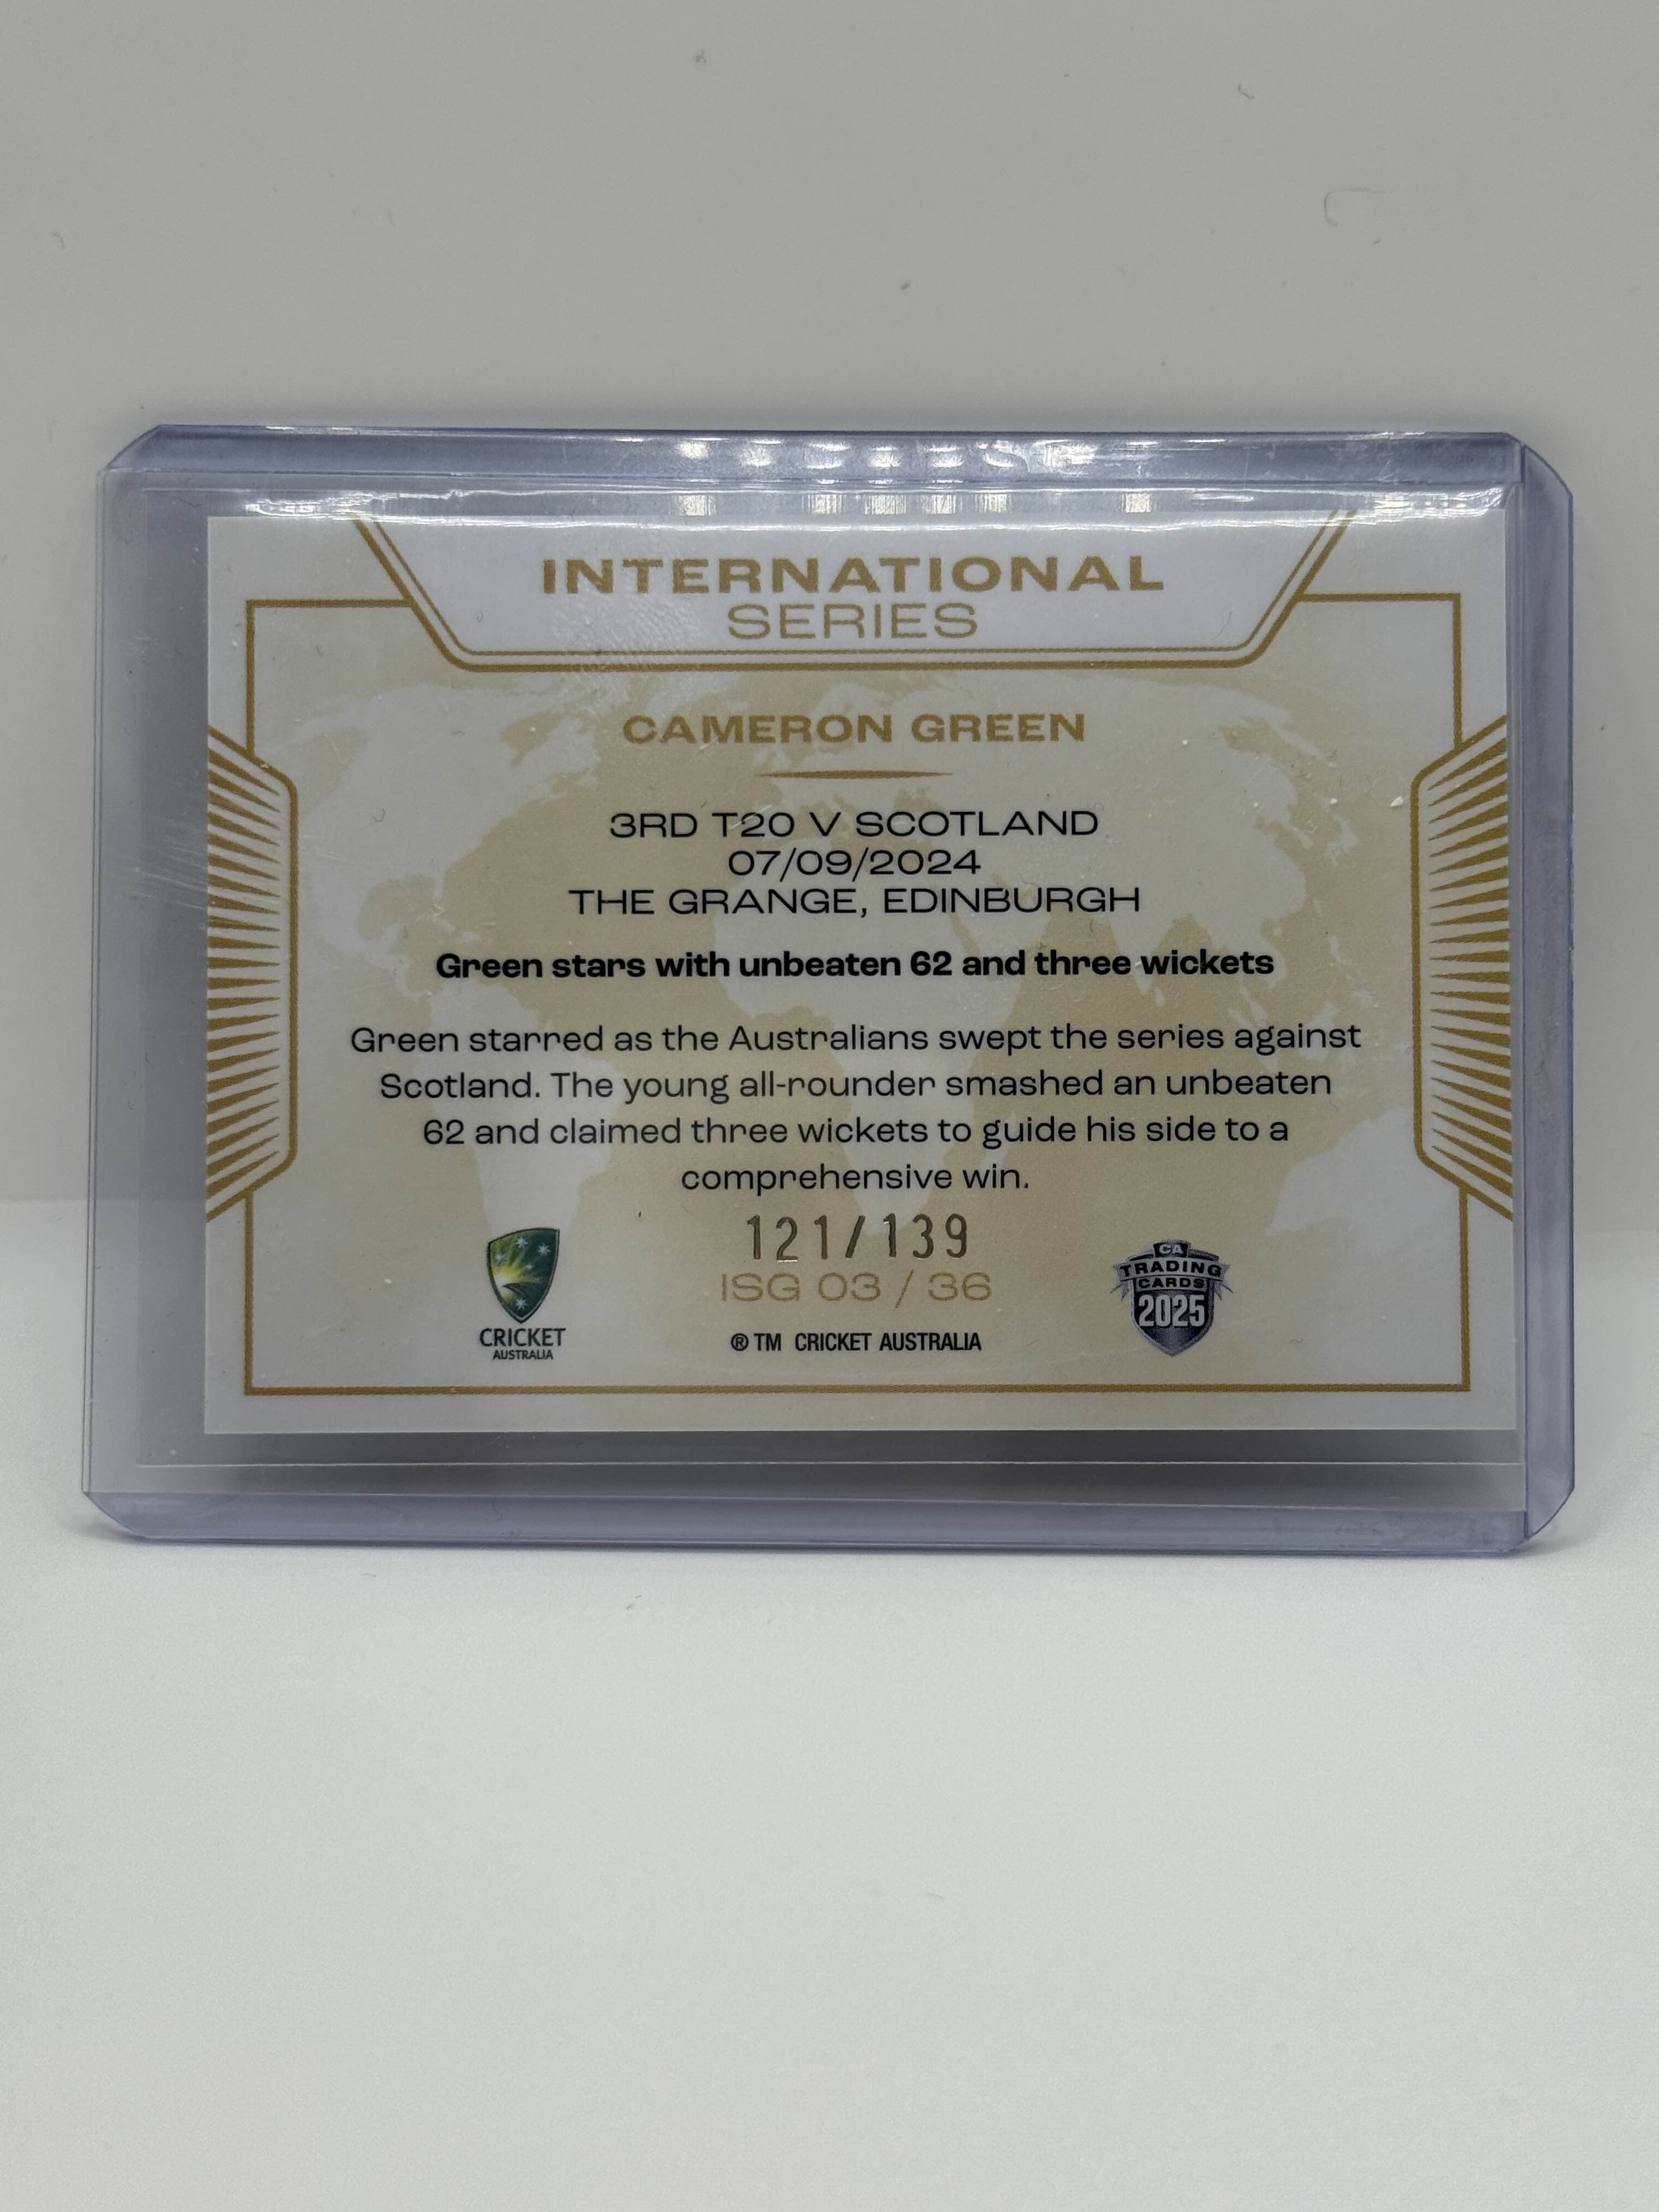 INTERNATIONAL
SERIES
CAMERON GREEN
3RD T20 V SCOTLAND
07/09/2024
THE GRANGE, EDINBURGH
Green stars with unbeaten 62 and three wickets
Green starred as the Australians swept the series against
Scotland. The young all-rounder smashed an unbeaten
62 and claimed three wickets to guide his side to a
comprehensive win.
121/139
ISG 03 / 36
® TM CRICKET AUSTRALIA
CRICKET
AUSTRALIA
CA
TRADING
CARDS
2025